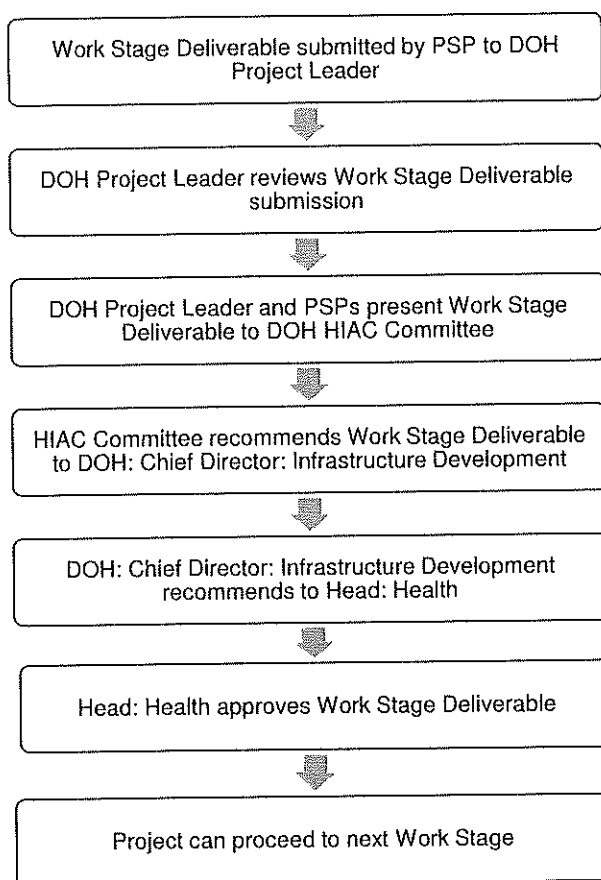 Work Stage Deliverable submitted by PSP to DOH
Project Leader
DOH Project Leader reviews Work Stage Deliverable
submission
DOH Project Leader and PSPs present Work Stage
Deliverable to DOH HIAC Committee
HIAC Committee recommends Work Stage Deliverable
to DOH: Chief Director: Infrastructure Development
DOH: Chief Director: Infrastructure Development
recommends to Head: Health
Head: Health approves Work Stage Deliverable
Project can proceed to next Work Stage